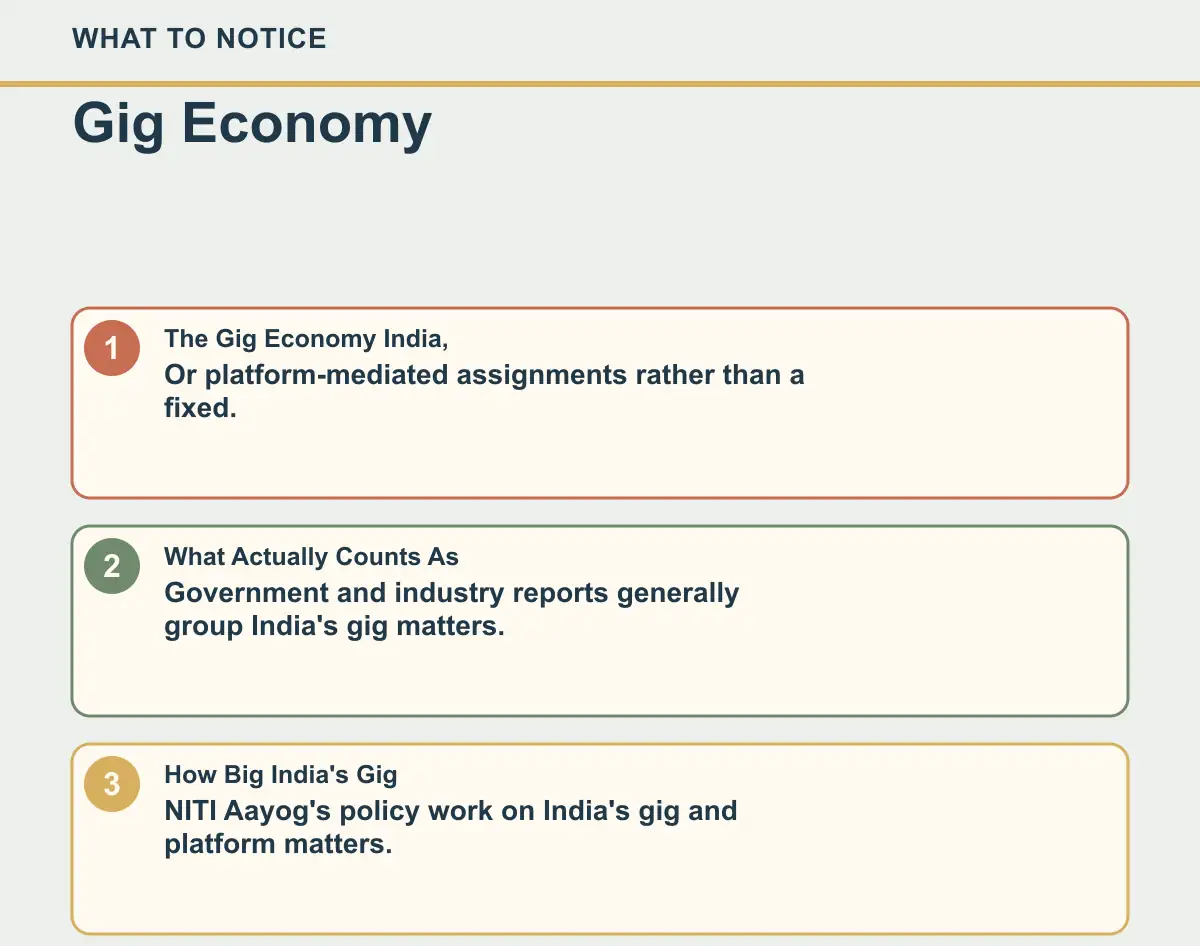 WHAT TO NOTICE
Gig Economy
1
The Gig Economy India,
Or platform-mediated assignments rather than a
fixed.
2
What Actually Counts As
Government and industry reports generally
group India's gig matters.
3
How Big India's Gig
NITI Aayog's policy work on India's gig and
platform matters.